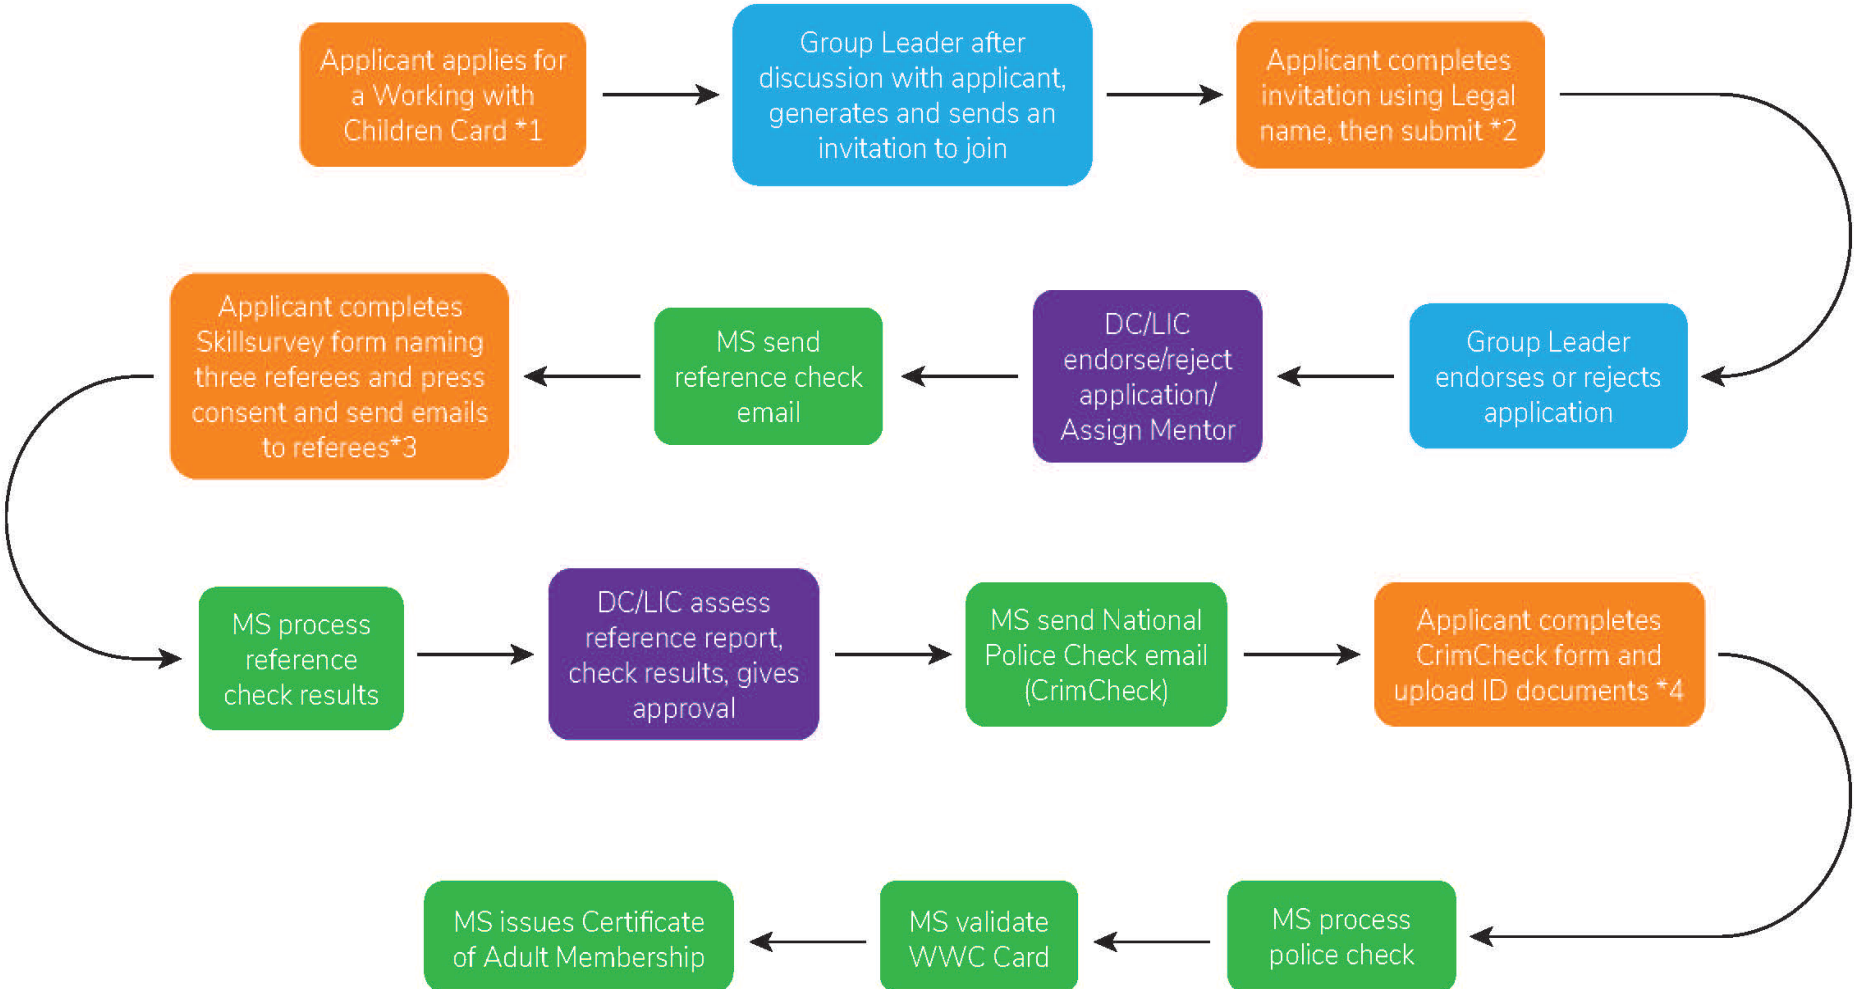 Applicant applies for
a Working with
Children Card *1
Group Leader after
discussion with applicant,
generates and sends an
invitation to join
Applicant completes
invitation using Legal
name, then submit *2
Group Leader
endorses or rejects
application
DC/LIC
endorse/reject
application/
Assign Mentor
MS send
reference check
email
Applicant completes
Skillsurvey form naming
three referees and press
consent and send emails
to referees*3
MS process
reference
check results
DC/LIC assess
reference report,
check results, gives
approval
MS send National
Police Check email
(CrimCheck)
Applicant completes
CrimCheck form and
upload ID documents *4
MS process
police check
MS validate
WWC Card
MS issues Certificate
of Adult Membership